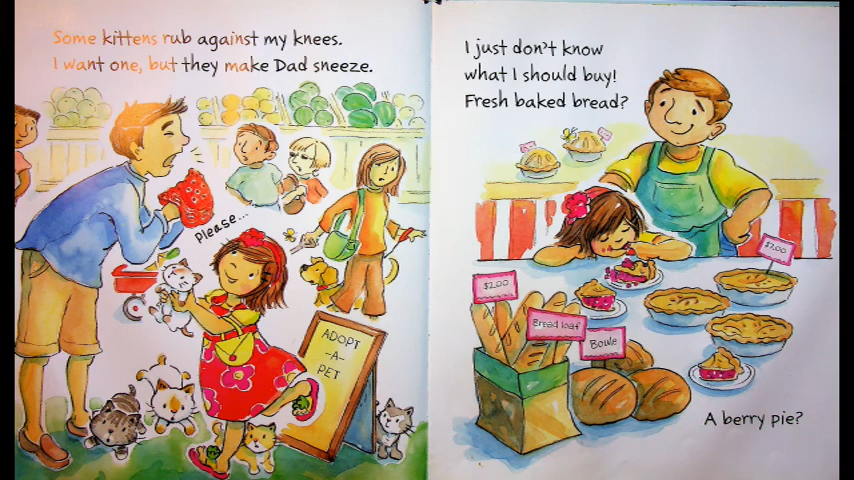 Some kittens rub against my knees.
I want one, but they make Dad sneeze.
Please...
ADOPT
-A-
PET
I just don't know
what I should buy!
Fresh baked bread?
$7.00
$2.00
Bread loaf
Boule
A berry pie?